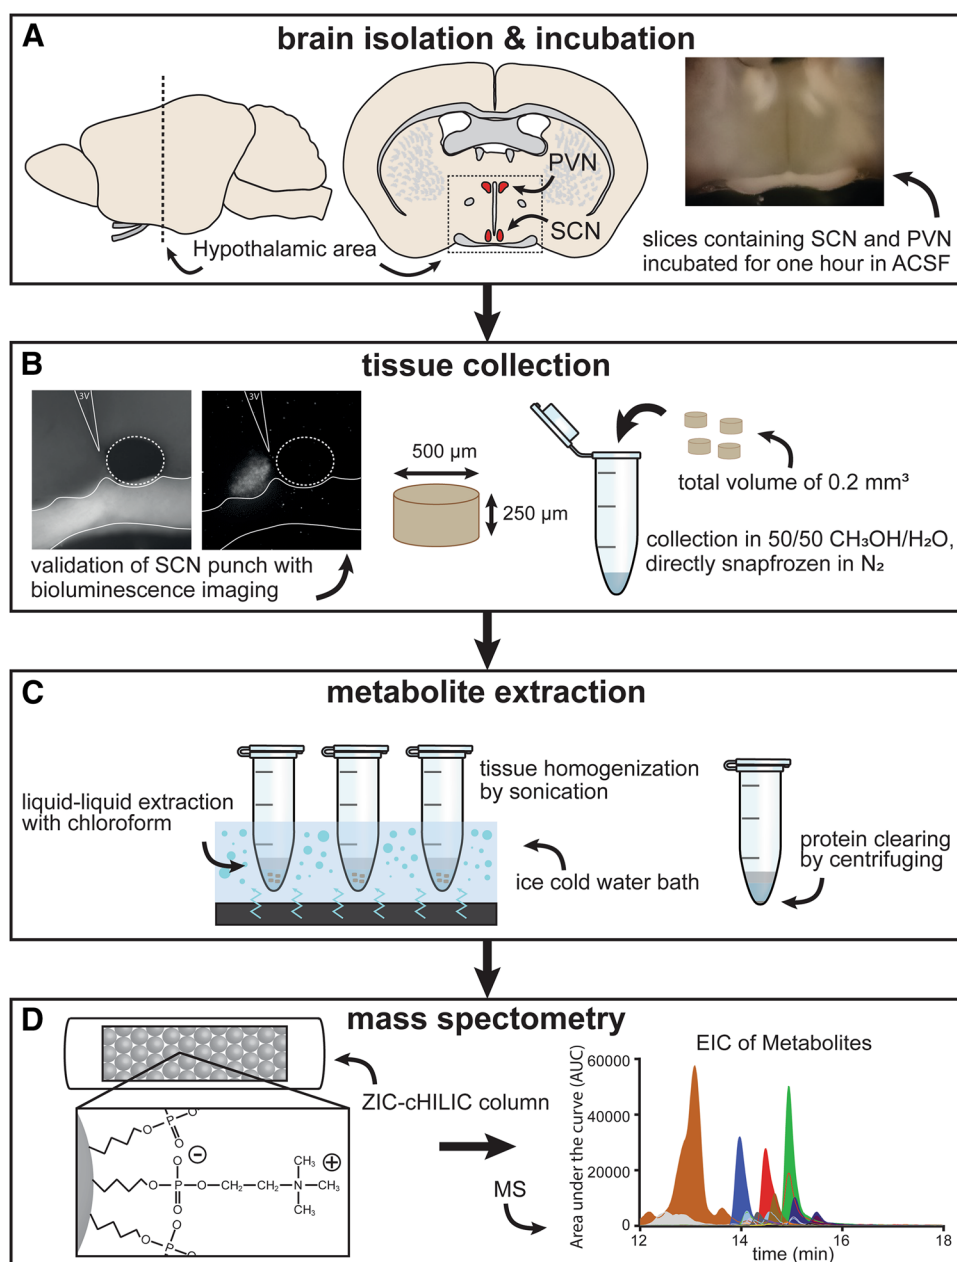 A
brain isolation & incubation
PVN
SCN
Hypothalamic area
slices containing SCN and PVN
incubated for one hour in ACSF
B
tissue collection
3V
3V
500 µm
250 µm
total volume of 0.2 mm³
collection in 50/50 CH₃OH/H₂O,
directly snapfrozen in N₂
validation of SCN punch with
bioluminescence imaging
C
metabolite extraction
liquid-liquid extraction
with chloroform
tissue homogenization
by sonication
ice cold water bath
protein clearing
by centrifuging
D
mass spectometry
ZIC-cHILIC column
MS
O
O
P
O
O
O
P
O
O
CH₂
CH₂
N
CH₃
CH₃
CH₃
O
O
P
EIC of Metabolites
Area under the curve (AUC)
60000
40000
20000
0
12
14
16
18
time (min)